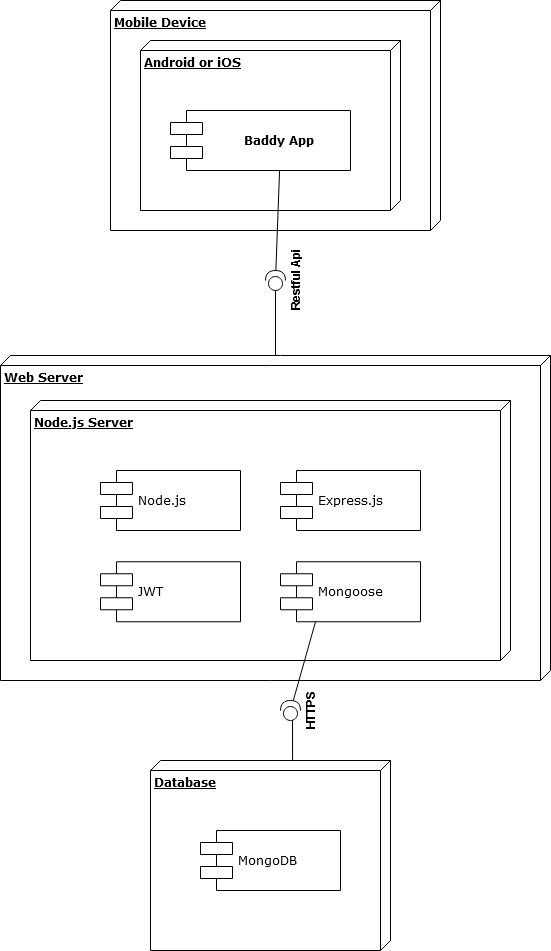 Mobile Device
Android or iOS
Baddy App
Restful Api
Web Server
Node.js Server
Node.js
Express.js
JWT
Mongoose
HTTPS
Database
MongoDB